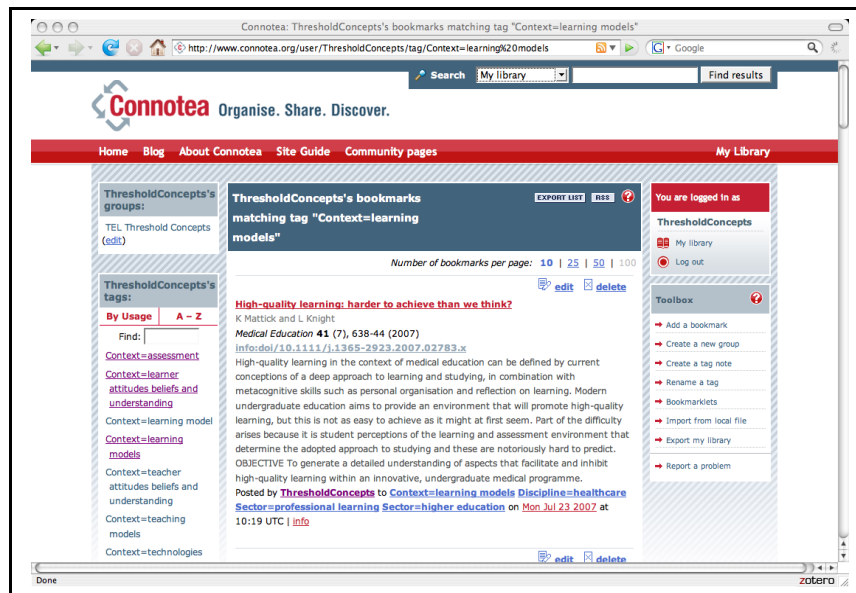 Connotea: ThresholdConcepts's bookmarks matching tag "Context=learning models"
http://www.connotea.org/user/ThresholdConcepts/tag/Context=learning%20models
G Google
Search My library Find results
Connotea Organise. Share. Discover.
Home Blog About Connotea Site Guide Community pages My Library
ThresholdConcepts's
groups:
TEL Threshold Concepts
(edit)
ThresholdConcepts's
tags:
By Usage A – Z
Find:
Context=assessment
Context=learner
attitudes beliefs and
understanding
Context=learning model
Context=learning
models
Context=teacher
attitudes beliefs and
understanding
Context=teaching
models
Context=technologies
ThresholdConcepts's bookmarks
matching tag "Context=learning
models"
EXPORT LIST RSS ?
Number of bookmarks per page: 10 | 25 | 50 | 100
edit delete
High-quality learning: harder to achieve than we think?
K Mattick and L Knight
Medical Education 41 (7), 638-44 (2007)
info:doi/10.1111/j.1365-2923.2007.02783.x
High-quality learning in the context of medical education can be defined by current
conceptions of a deep approach to learning and studying, in combination with
metacognitive skills such as personal organisation and reflection on learning. Modern
undergraduate education aims to provide an environment that will promote high-quality
learning, but this is not as easy to achieve as it might at first seem. Part of the difficulty
arises because it is student perceptions of the learning and assessment environment that
determine the adopted approach to studying and these are notoriously hard to predict.
OBJECTIVE To generate a detailed understanding of aspects that facilitate and inhibit
high-quality learning within an innovative, undergraduate medical programme.
Posted by ThresholdConcepts to Context=learning models Discipline=healthcare
Sector=professional learning Sector=higher education on Mon Jul 23 2007 at
10:19 UTC | info
edit delete
You are logged in as
ThresholdConcepts
My library
Log out
Toolbox ?
Add a bookmark
Create a new group
Create a tag note
Rename a tag
Bookmarklets
Import from local file
Export my library
Report a problem
Done
zotero